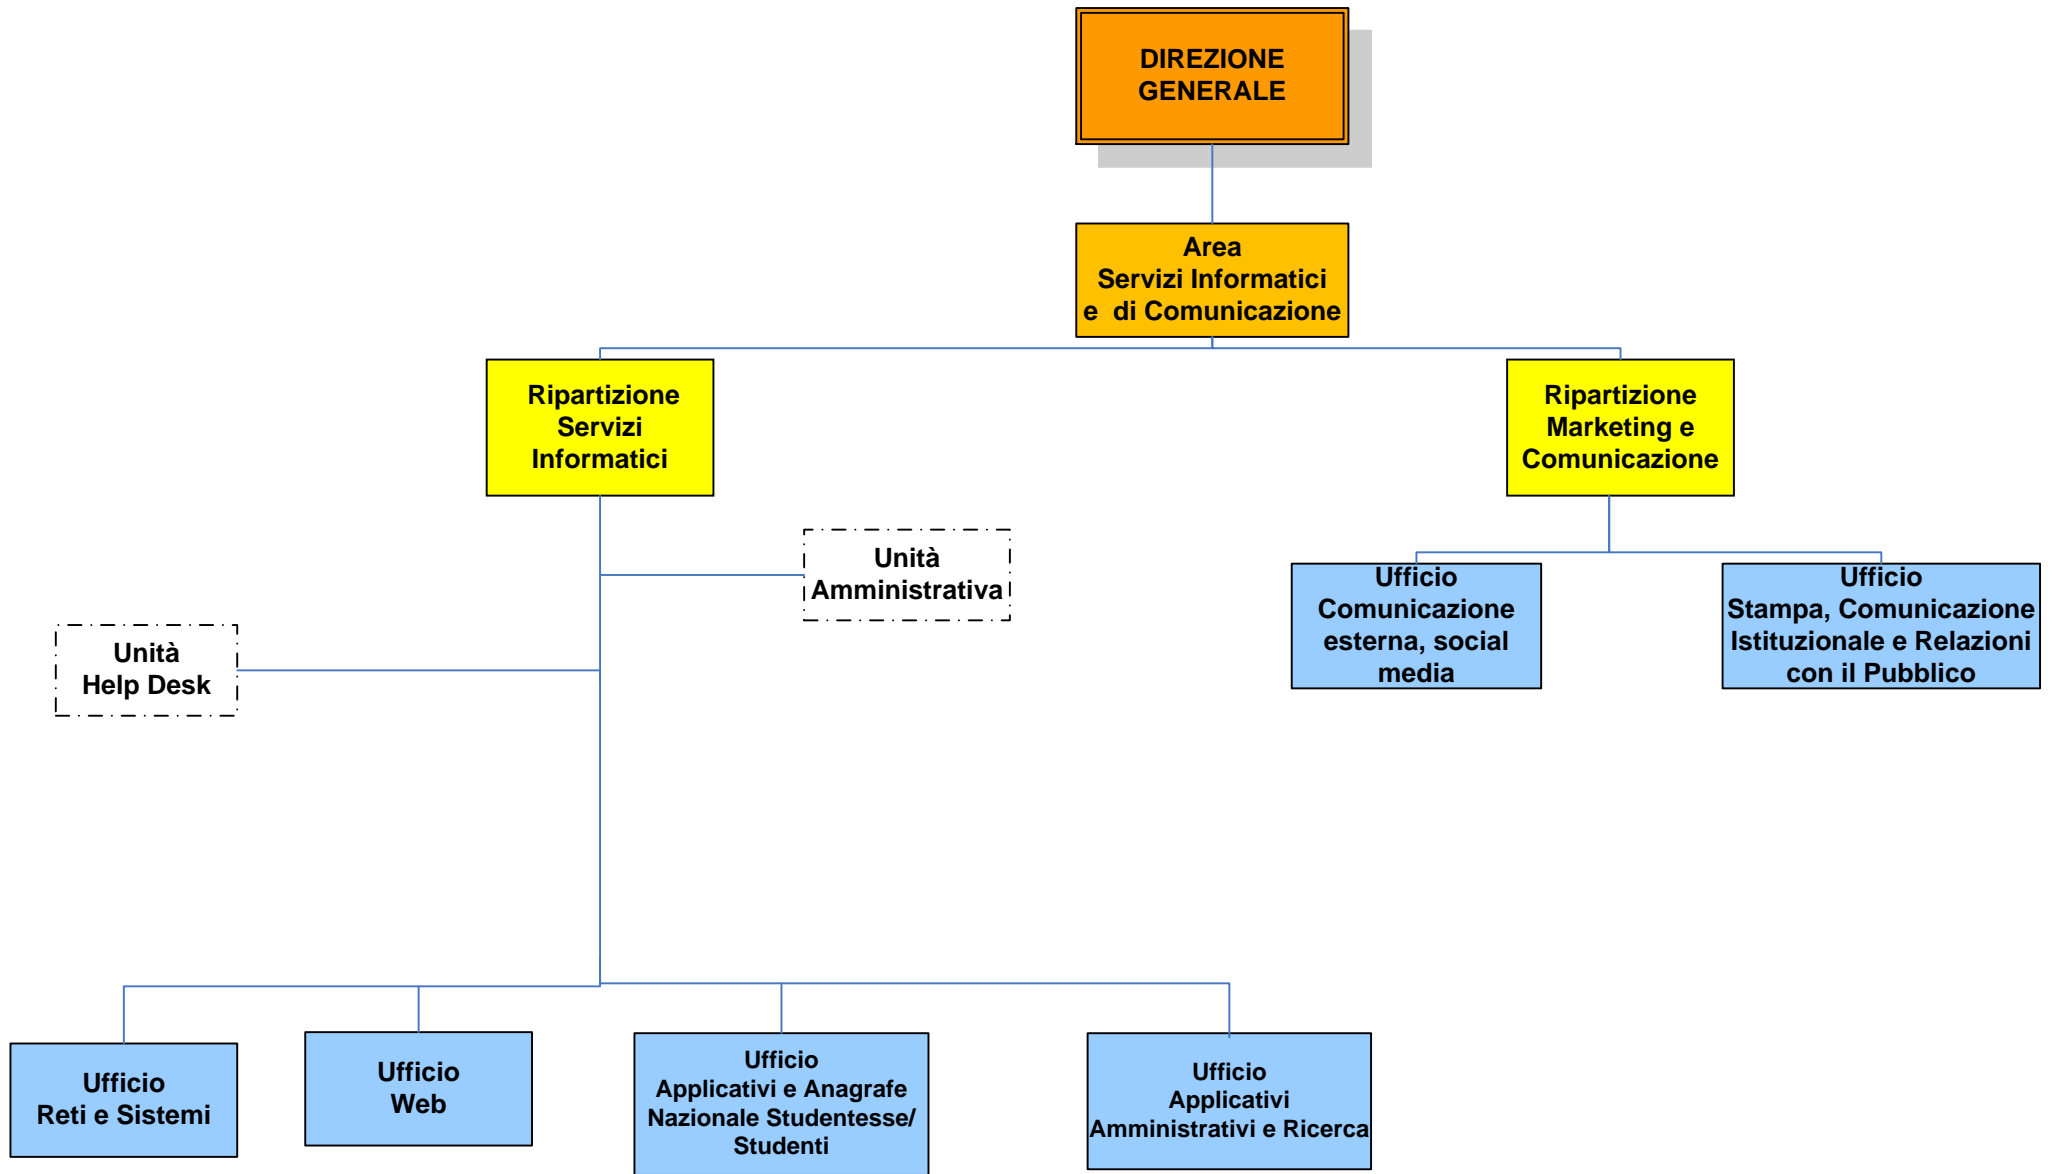 DIREZIONE
GENERALE
Area
Servizi Informatici
e  di Comunicazione
Ripartizione
Servizi
Informatici
Ripartizione
Marketing e
Comunicazione
Unità
Amministrativa
Unità
Help Desk
Ufficio
Comunicazione
esterna, social
media
Ufficio
Stampa, Comunicazione
Istituzionale e Relazioni
con il Pubblico
Ufficio
Reti e Sistemi
Ufficio
Web
Ufficio
Applicativi e Anagrafe
Nazionale Studentesse/
Studenti
Ufficio
Applicativi
Amministrativi e Ricerca